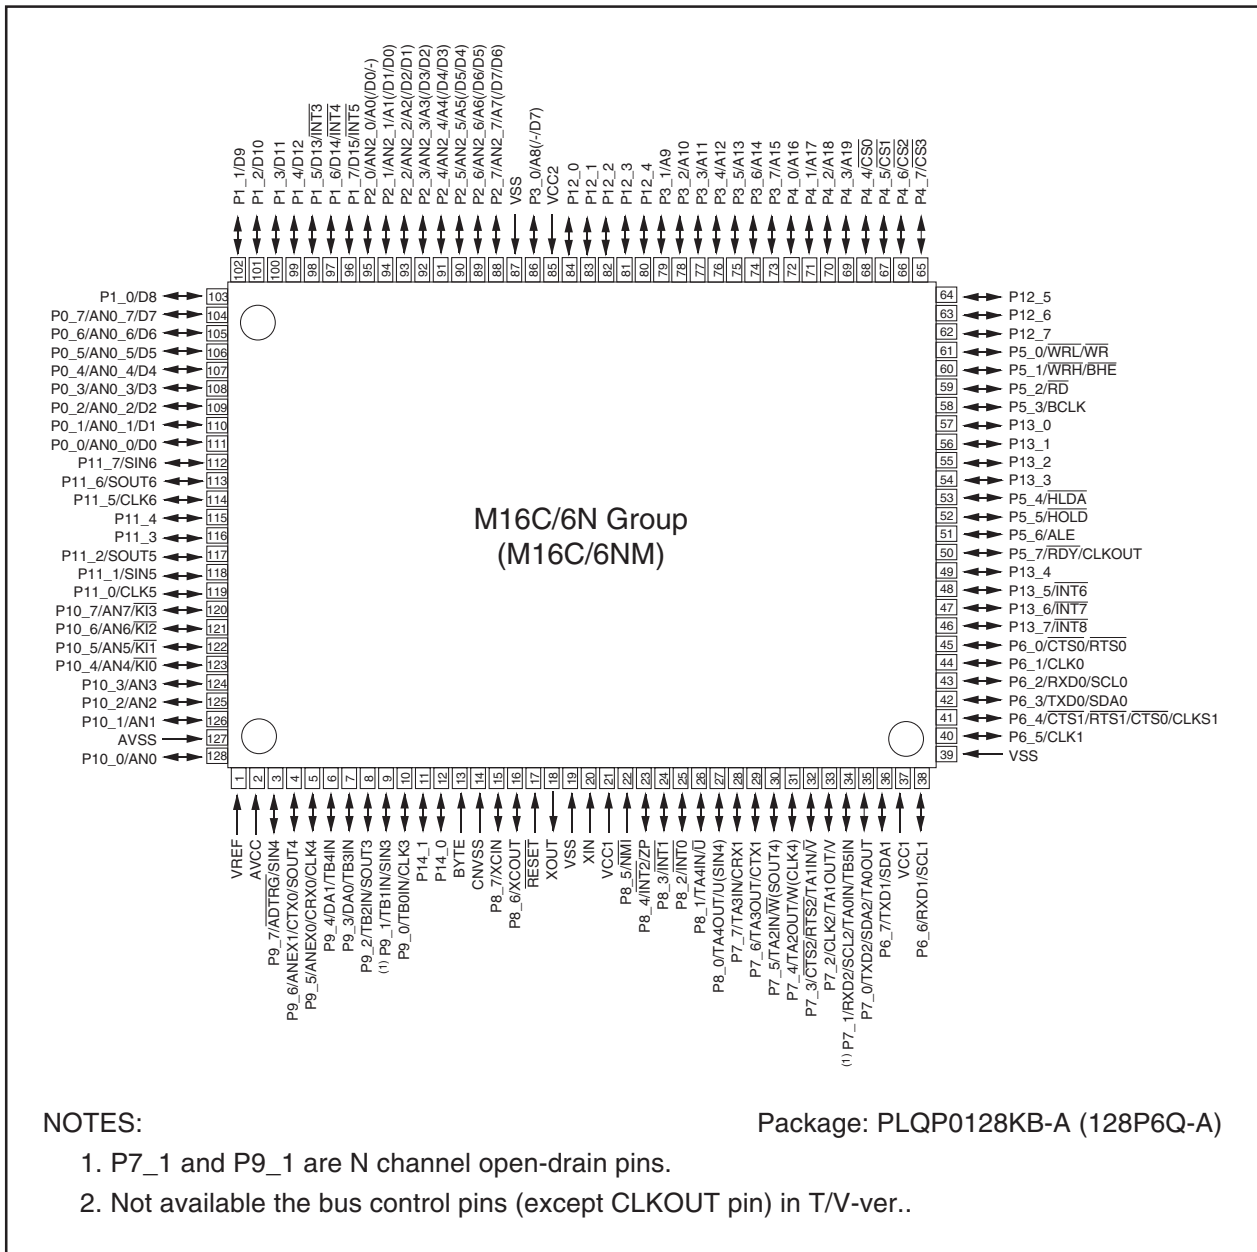 P1_1/D9
P1_2/D10
P1_3/D11
P1_4/D12
P1_5/D13/INT3
P1_6/D14/INT4
P1_7/D15/INT5
P2_0/AN2_0/A0(/D0/-)
P2_1/AN2_1/A1(/D1/D0)
P2_2/AN2_2/A2(/D2/D1)
P2_3/AN2_3/A3(/D3/D2)
P2_4/AN2_4/A4(/D4/D3)
P2_5/AN2_5/A5(/D5/D4)
P2_6/AN2_6/A6(/D6/D5)
P2_7/AN2_7/A7(/D7/D6)
VSS
P3_0/A8(/-/D7)
VCC2
P12_0
P12_1
P12_2
P12_3
P12_4
P3_1/A9
P3_2/A10
P3_3/A11
P3_4/A12
P3_5/A13
P3_6/A14
P3_7/A15
P4_0/A16
P4_1/A17
P4_2/A18
P4_3/A19
P4_4/CS0
P4_5/CS1
P4_6/CS2
P4_7/CS3
102 101 100 99 98 97 96 95 94 93 92 91 90 89 88 87 86 85 84 83 82 81 80 79 78 77 76 75 74 73 72 71 70 69 68 67 66 65
P1_0/D8 103
P0_7/AN0_7/D7 104
P0_6/AN0_6/D6 105
P0_5/AN0_5/D5 106
P0_4/AN0_4/D4 107
P0_3/AN0_3/D3 108
P0_2/AN0_2/D2 109
P0_1/AN0_1/D1 110
P0_0/AN0_0/D0 111
P11_7/SIN6 112
P11_6/SOUT6 113
P11_5/CLK6 114
P11_4 115
P11_3 116
P11_2/SOUT5 117
P11_1/SIN5 118
P11_0/CLK5 119
P10_7/AN7/KI3 120
P10_6/AN6/KI2 121
P10_5/AN5/KI1 122
P10_4/AN4/KI0 123
P10_3/AN3 124
P10_2/AN2 125
P10_1/AN1 126
AVSS 127
P10_0/AN0 128
M16C/6N Group
(M16C/6NM)
64 P12_5
63 P12_6
62 P12_7
61 P5_0/WRL/WR
60 P5_1/WRH/BHE
59 P5_2/RD
58 P5_3/BCLK
57 P13_0
56 P13_1
55 P13_2
54 P13_3
53 P5_4/HLDA
52 P5_5/HOLD
51 P5_6/ALE
50 P5_7/RDY/CLKOUT
49 P13_4
48 P13_5/INT6
47 P13_6/INT7
46 P13_7/INT8
45 P6_0/CTS0/RTS0
44 P6_1/CLK0
43 P6_2/RXD0/SCL0
42 P6_3/TXD0/SDA0
41 P6_4/CTS1/RTS1/CTS0/CLKS1
40 P6_5/CLK1
39 VSS
1 2 3 4 5 6 7 8 9 10 11 12 13 14 15 16 17 18 19 20 21 22 23 24 25 26 27 28 29 30 31 32 33 34 35 36 37 38
VREF
AVCC
P9_7/ADTRG/SIN4
P9_6/ANEX1/CTX0/SOUT4
P9_5/ANEX0/CRX0/CLK4
P9_4/DA1/TB4IN
P9_3/DA0/TB3IN
P9_2/TB2IN/SOUT3
(1) P9_1/TB1IN/SIN3
P9_0/TB0IN/CLK3
P14_1
P14_0
BYTE
CNVSS
P8_7/XCIN
P8_6/XCOUT
RESET
XOUT
VSS
XIN
VCC1
P8_5/NMI
P8_4/INT2/ZP
P8_3/INT1
P8_2/INT0
P8_1/TA4IN/U
P8_0/TA4OUT/U(SIN4)
P7_7/TA3IN/CRX1
P7_6/TA3OUT/CTX1
P7_5/TA2IN/W(SOUT4)
P7_4/TA2OUT/W(CLK4)
P7_3/CTS2/RTS2/TA1IN/V
P7_2/CLK2/TA1OUT/V
(1) P7_1/RXD2/SCL2/TA0IN/TB5IN
P7_0/TXD2/SDA2/TA0OUT
P6_7/TXD1/SDA1
VCC1
P6_6/RXD1/SCL1
NOTES:
Package: PLQP0128KB-A (128P6Q-A)
1. P7_1 and P9_1 are N channel open-drain pins.
2. Not available the bus control pins (except CLKOUT pin) in T/V-ver..